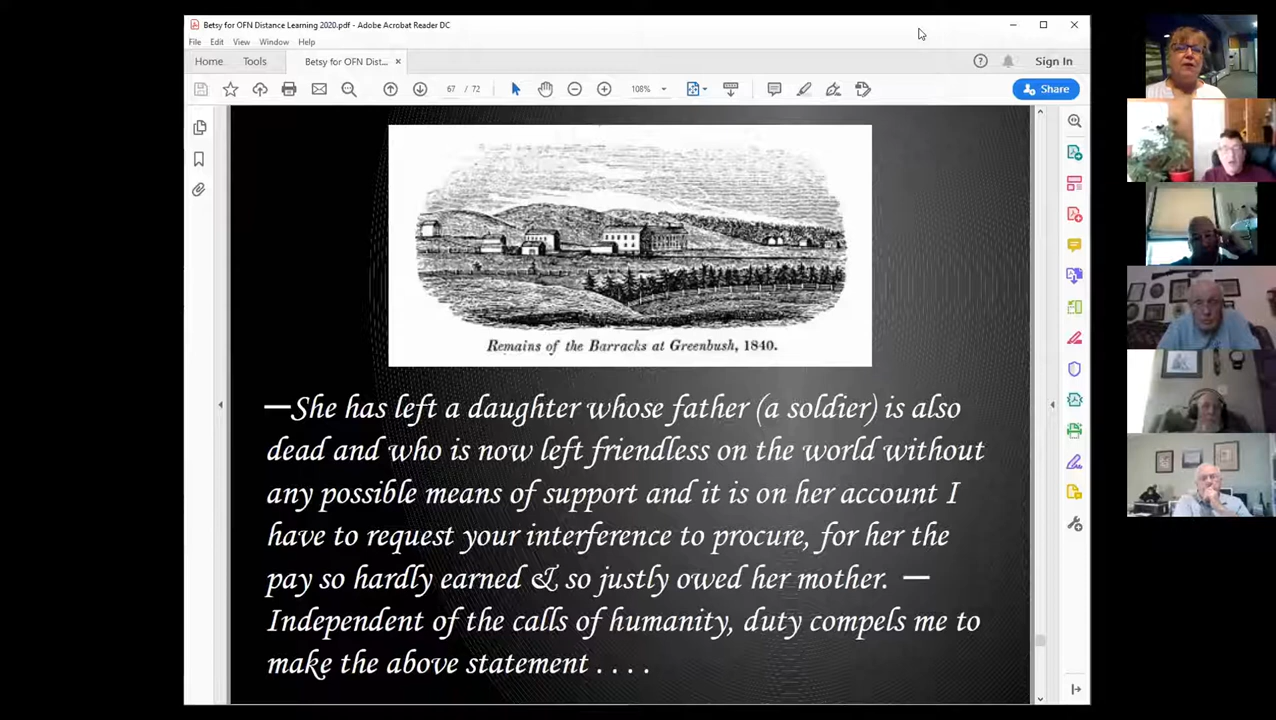 Betsy for OFN Distance Learning 2020.pdf - Adobe Acrobat Reader DC
File Edit View Window Help
Home Tools Betsy for OFN Dist... × Sign In
67 / 72 108% Share
Remains of the Barracks at Greenbush, 1840.
—She has left a daughter whose father (a soldier) is also
dead and who is now left friendless on the world without
any possible means of support and it is on her account I
have to request your interference to procure, for her the
pay so hardly earned & so justly owed her mother. —
Independent of the calls of humanity, duty compels me to
make the above statement . . . .